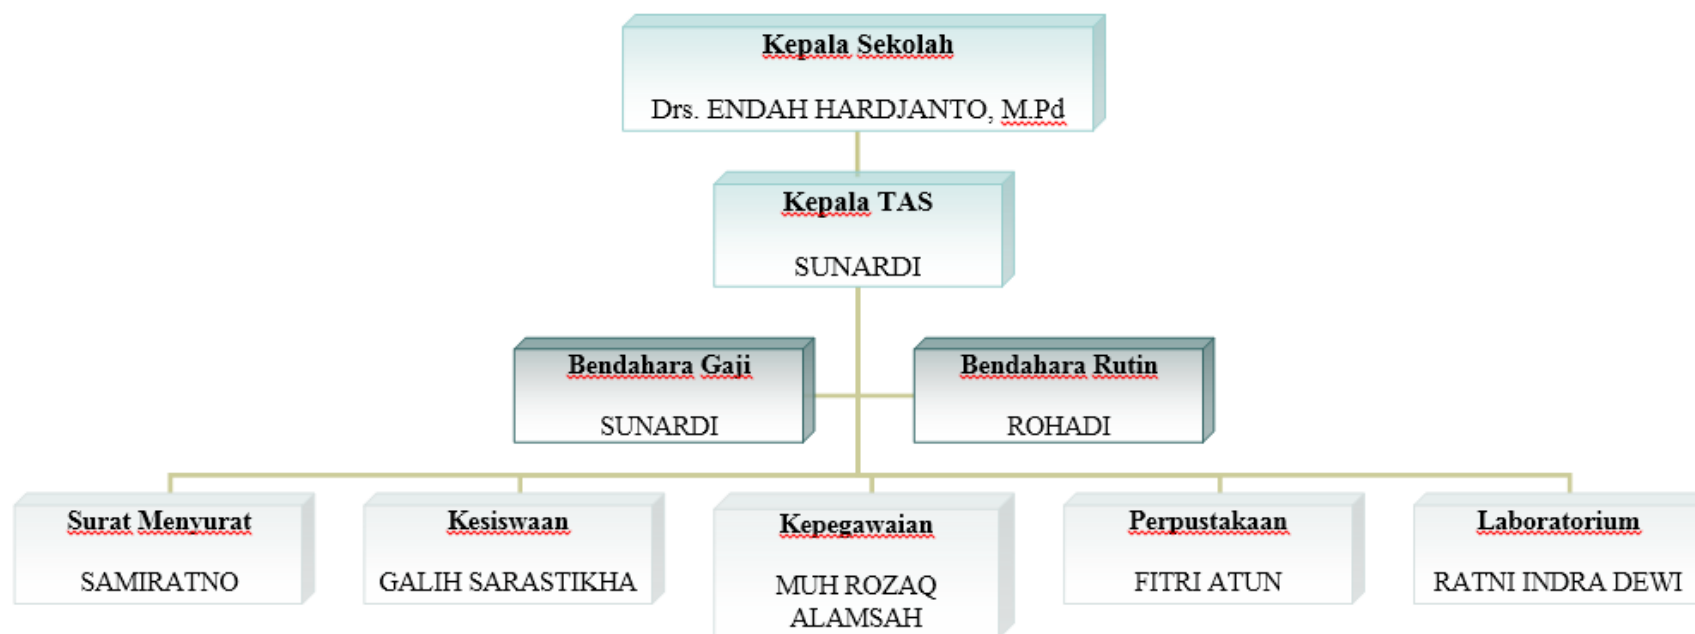 Kepala Sekolah
Drs. ENDAH HARDJANTO, M.Pd
Kepala TAS
SUNARDI
Bendahara Gaji
SUNARDI
Bendahara Rutin
ROHADI
Surat Menyurat
SAMIRATNO
Kesiswaan
GALIH SARASTIKHA
Kepegawaian
MUH ROZAQ
ALAMSAH
Perpustakaan
FITRI ATUN
Laboratorium
RATNI INDRA DEWI